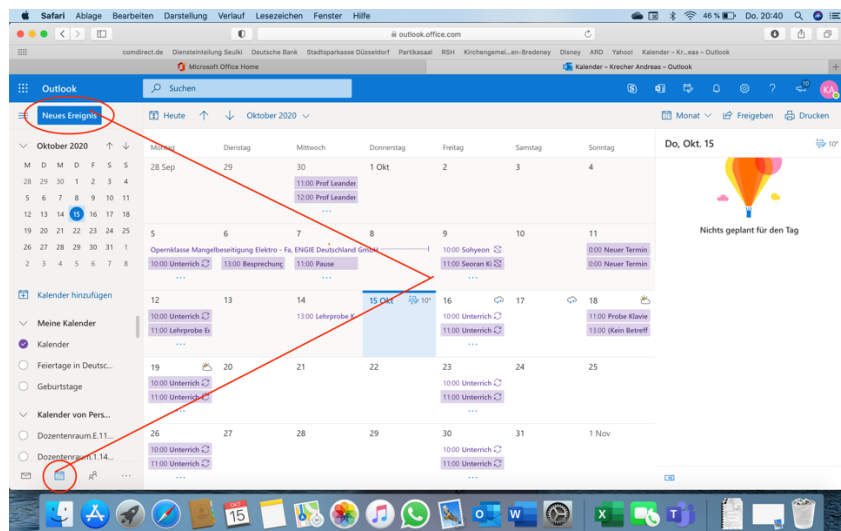 Safari Ablage Bearbeiten Darstellung Verlauf Lesezeichen Fenster Hilfe 46 % Do. 20:40
outlook.office.com
comdirect.de Diensteinteilung Seulki Deutsche Bank Stadtsparkasse Düsseldorf Partikasaal RSH Kirchengemei...en-Bredeney Disney ARD Yahoo! Kalender – Kr...eas – Outlook
Microsoft Office Home Kalender – Krecher Andreas – Outlook
Outlook Suchen KA
Neues Ereignis Heute Oktober 2020 Monat Freigeben Drucken
Oktober 2020
M D M D F S S
28 29 30 1 2 3 4
5 6 7 8 9 10 11
12 13 14 15 16 17 18
19 20 21 22 23 24 25
26 27 28 29 30 31 1
2 3 4 5 6 7 8
Kalender hinzufügen
Meine Kalender
Kalender
Feiertage in Deutsc...
Geburtstage
Kalender von Pers...
Dozentenraum.E.11...
Dozentenraum.1.14...
Montag Dienstag Mittwoch Donnerstag Freitag Samstag Sonntag
28 Sep 29 30 1 Okt 2 3 4
11:00 Prof Leander
12:00 Prof Leander
5 6 7 8 9 10 11
Opernklasse Mangelbeseitigung Elektro - Fa, ENGIE Deutschland GmbH 10:00 Sohyeon 0:00 Neuer Termin
10:00 Unterrich 13:00 Besprechung 11:00 Pause 11:00 Seoran Ki 0:00 Neuer Termin
12 13 14 15 Okt 10° 16 17 18
10:00 Unterrich 13:00 Lehrprobe K 10:00 Unterrich 11:00 Probe Klavie
11:00 Lehrprobe Er 11:00 Unterrich 13:00 (Kein Betreff
19 20 21 22 23 24 25
10:00 Unterrich 10:00 Unterrich
11:00 Unterrich 11:00 Unterrich
26 27 28 29 30 31 1 Nov
10:00 Unterrich 10:00 Unterrich
11:00 Unterrich 11:00 Unterrich
Do, Okt. 15 10°
Nichts geplant für den Tag
OKT
15